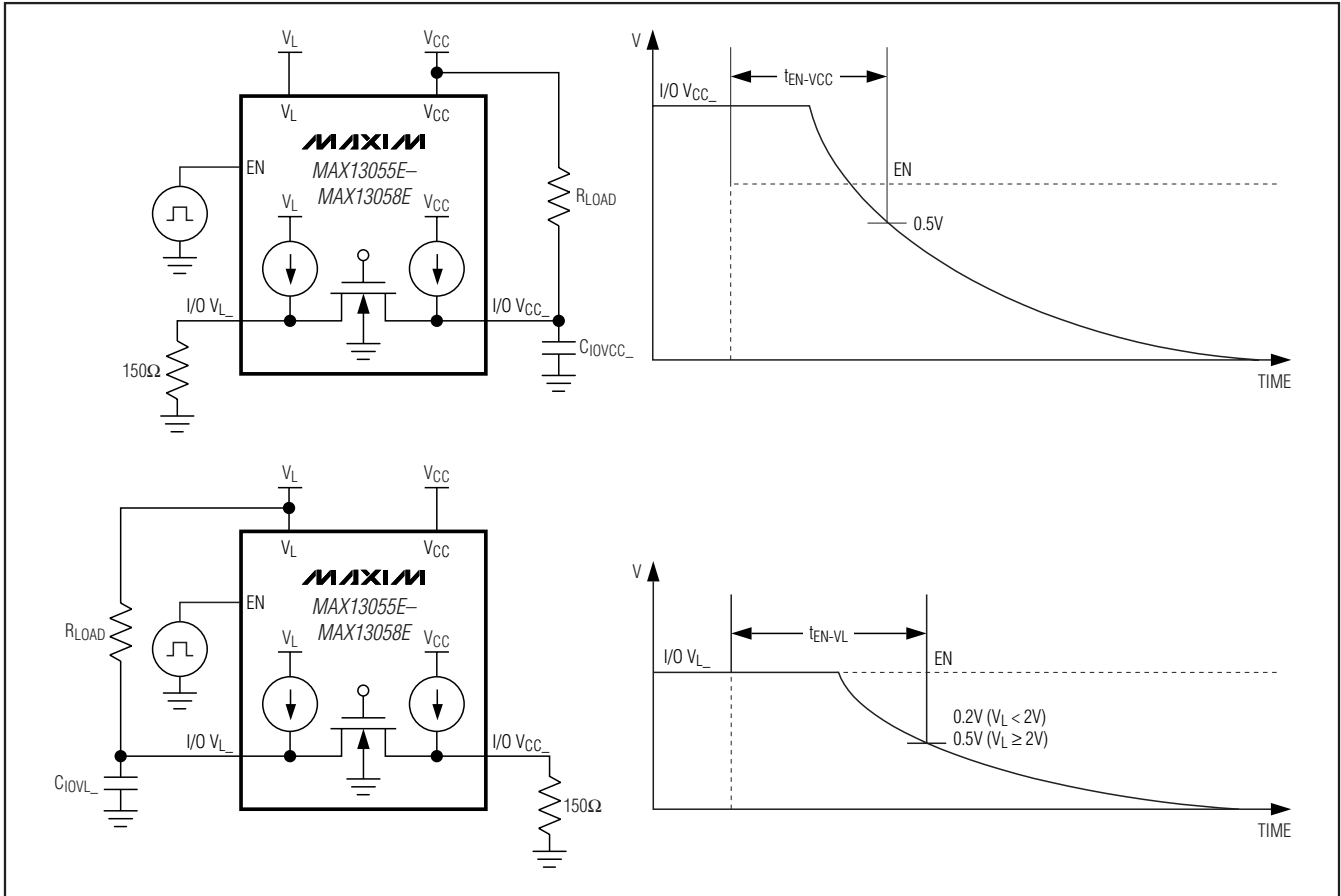 VL
VCC
VL
VCC
MAXIM
EN
MAX13055E–
MAX13058E
VL
VCC
RLOAD
I/O VL_
I/O VCC_
150Ω
CIOVCC_
V
tEN-VCC
I/O VCC_
EN
0.5V
TIME
VL
VCC
VL
VCC
MAXIM
EN
MAX13055E–
MAX13058E
RLOAD
VL
VCC
I/O VL_
I/O VCC_
CIOVL_
150Ω
V
tEN-VL
I/O VL_
EN
0.2V (VL < 2V)
0.5V (VL ≥ 2V)
TIME